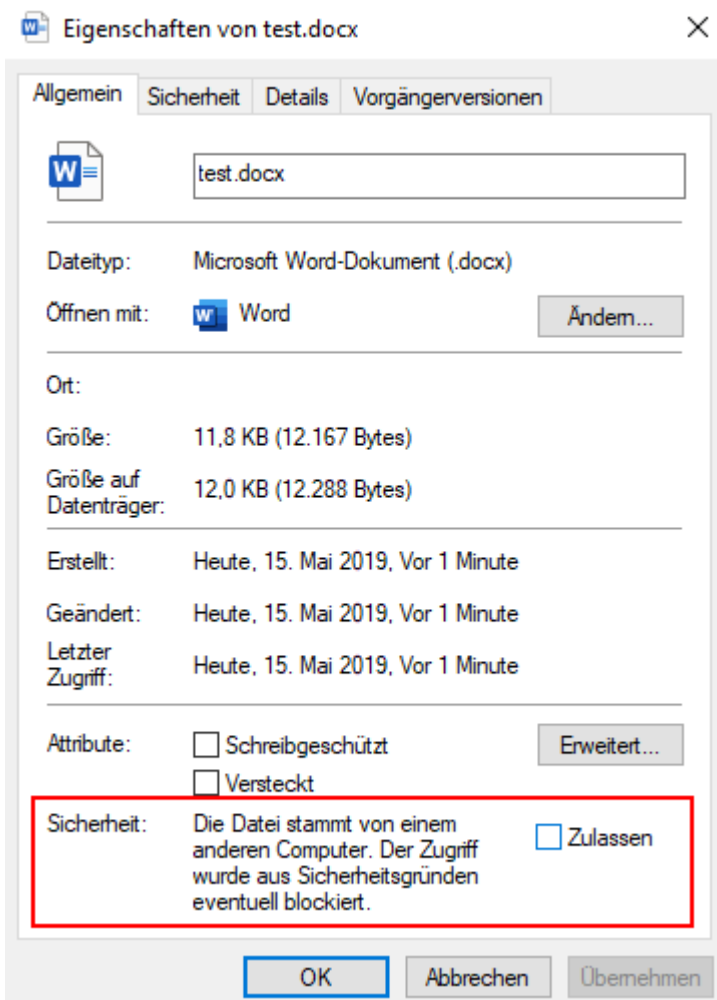 Eigenschaften von test.docx
Allgemein Sicherheit Details Vorgängerversionen
W
test.docx
Dateityp: Microsoft Word-Dokument (.docx)
Öffnen mit: W Word Ändern...
Ort:
Größe: 11,8 KB (12.167 Bytes)
Größe auf
Datenträger: 12,0 KB (12.288 Bytes)
Erstellt: Heute, 15. Mai 2019, Vor 1 Minute
Geändert: Heute, 15. Mai 2019, Vor 1 Minute
Letzter
Zugriff: Heute, 15. Mai 2019, Vor 1 Minute
Attribute: Schreibgeschützt Erweitert...
Versteckt
Sicherheit: Die Datei stammt von einem
anderen Computer. Der Zugriff
wurde aus Sicherheitsgründen
eventuell blockiert.
Zulassen
OK Abbrechen Übernehmen